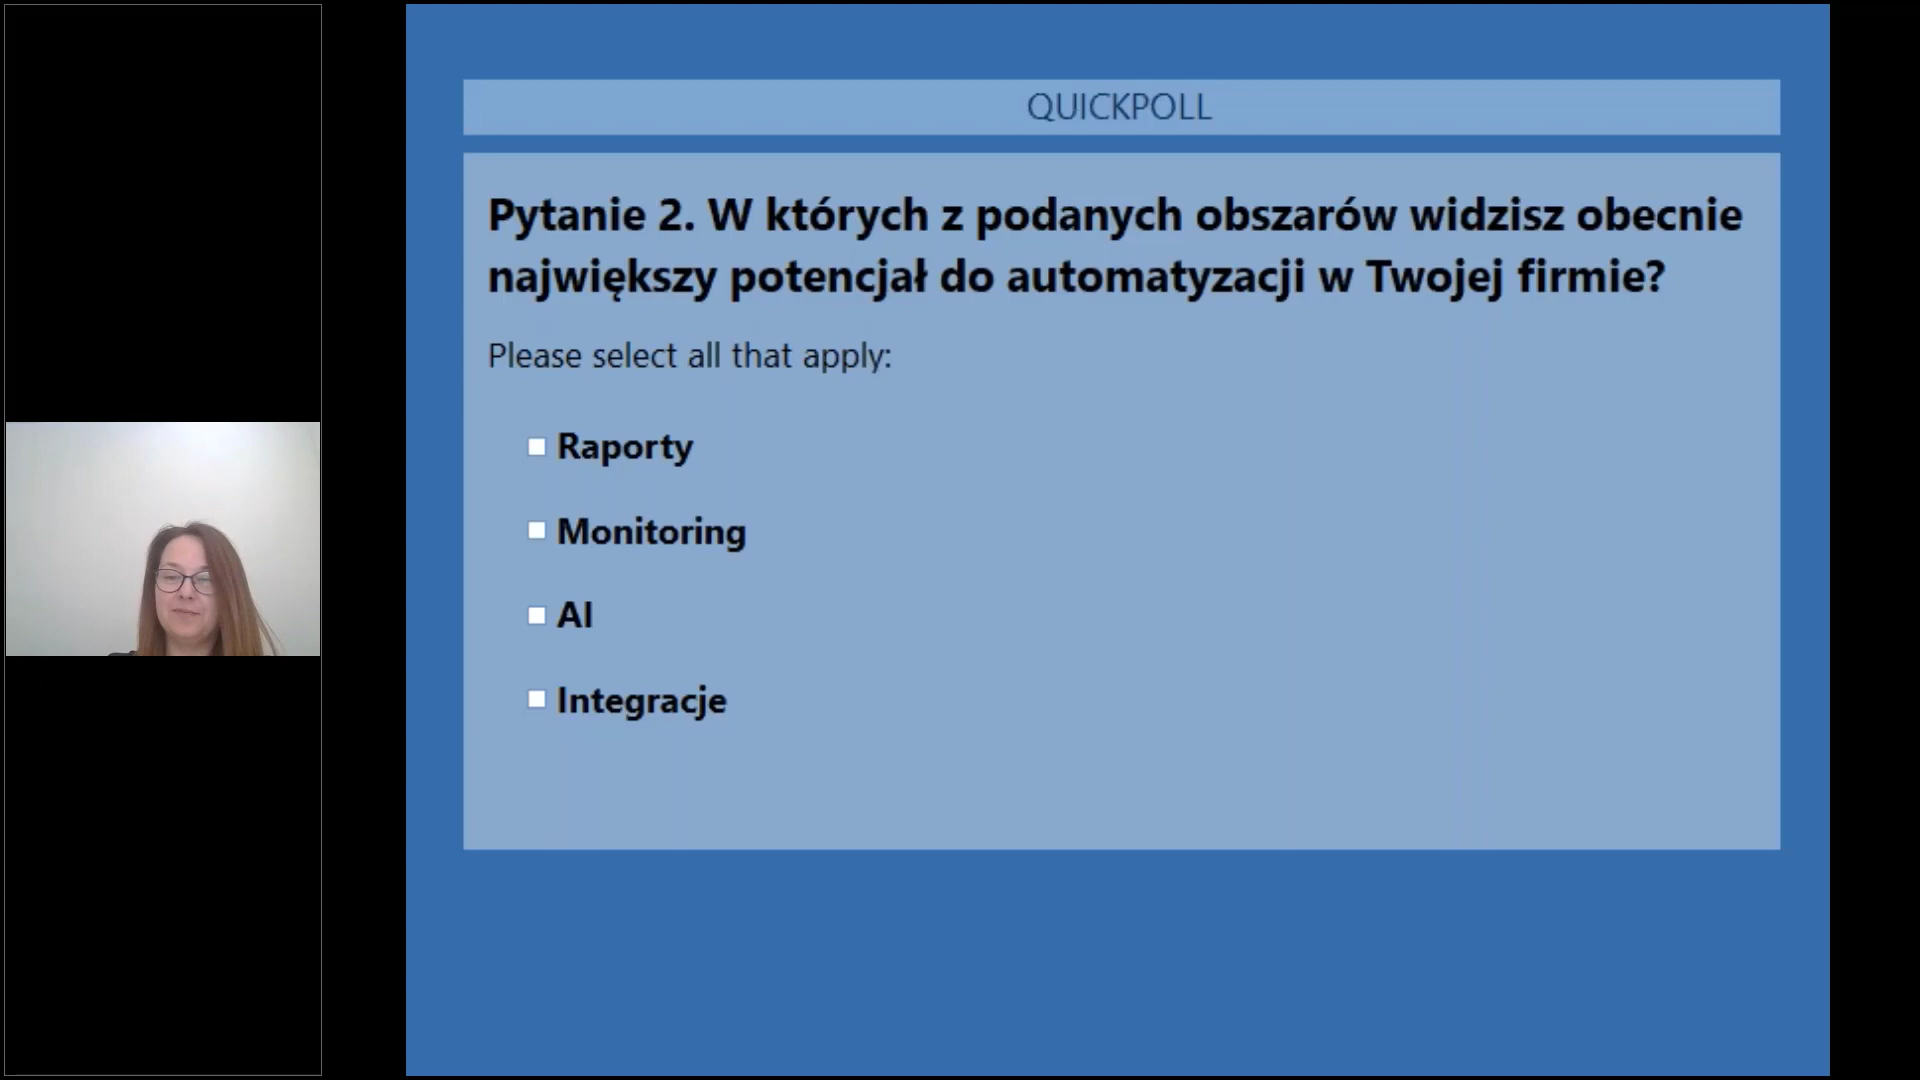 QUICKPOLL
Pytanie 2. W których z podanych obszarów widzisz obecnie
największy potencjał do automatyzacji w Twojej firmie?
Please select all that apply:
Raporty
Monitoring
AI
Integracje